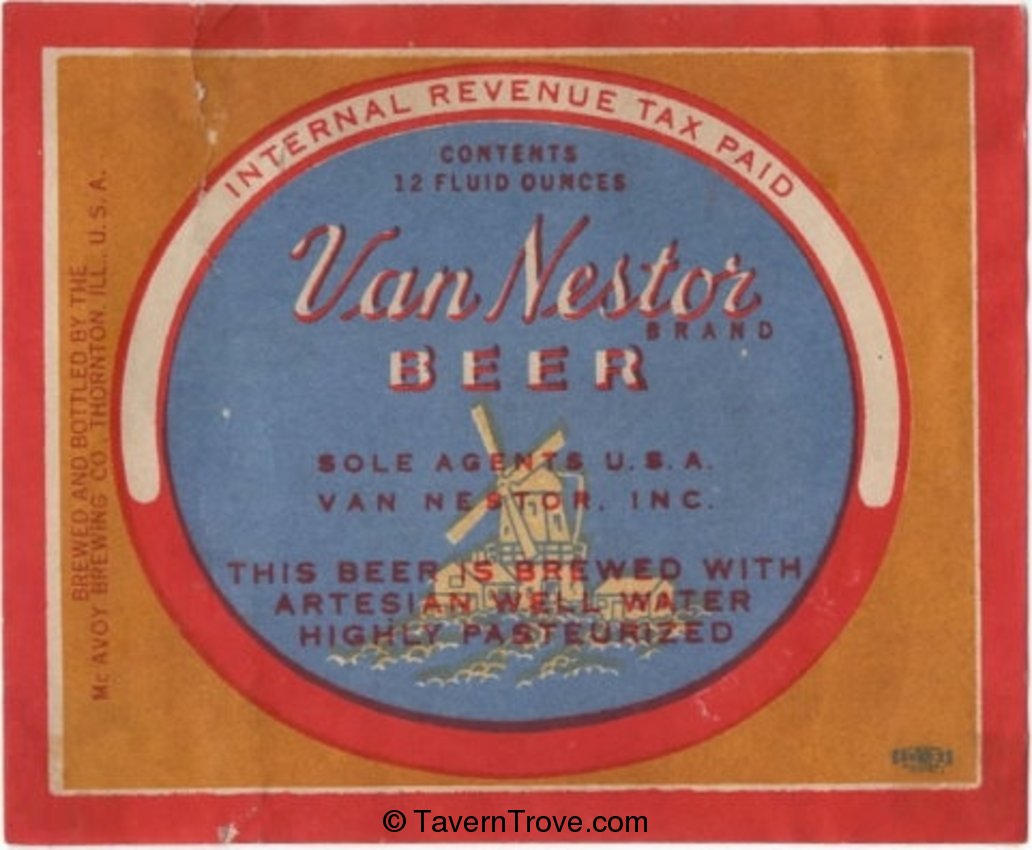 INTERNAL REVENUE TAX PAID
CONTENTS
12 FLUID OUNCES
Van Nestor
BRAND
BEER
SOLE AGENTS U.S.A.
VAN NESTOR, INC.
THIS BEER IS BREWED WITH
ARTESIAN WELL WATER
HIGHLY PASTEURIZED
BREWED AND BOTTLED BY THE
Mc AVOY BREWING CO., THORNTON, ILL., U.S.A.
© TavernTrove.com